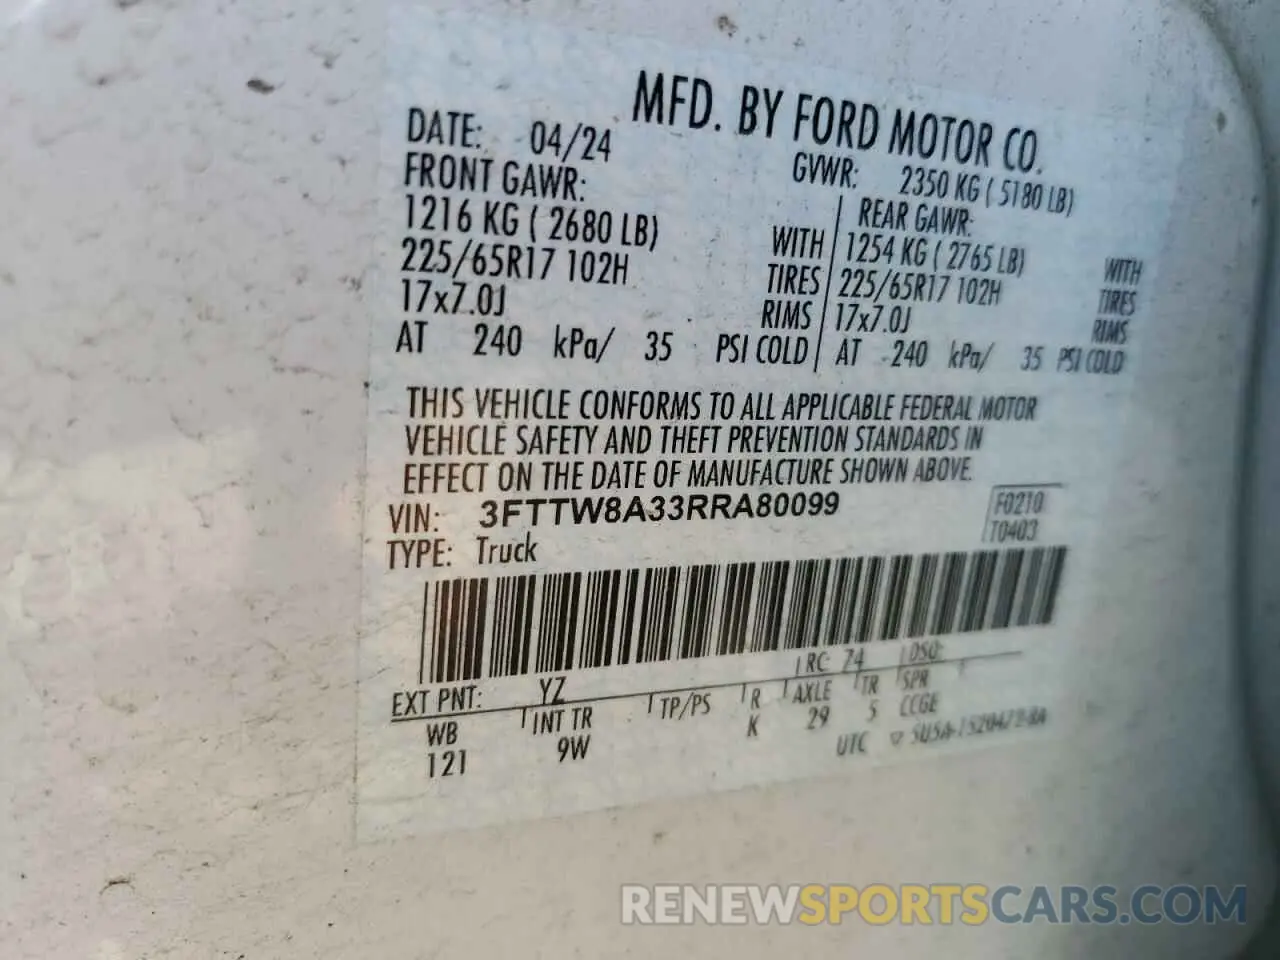 MFD. BY FORD MOTOR CO.
DATE: 04/24 GVWR: 2350 KG ( 5180 LB)
FRONT GAWR: REAR GAWR:
1216 KG ( 2680 LB) WITH 1254 KG ( 2765 LB) WITH
225/65R17 102H TIRES 225/65R17 102H TIRES
17x7.0J RIMS 17x7.0J RIMS
AT 240 kPa/ 35 PSI COLD AT 240 kPa/ 35 PSI COLD
THIS VEHICLE CONFORMS TO ALL APPLICABLE FEDERAL MOTOR
VEHICLE SAFETY AND THEFT PREVENTION STANDARDS IN
EFFECT ON THE DATE OF MANUFACTURE SHOWN ABOVE.
VIN: 3FTTW8A33RRA80099 F0210
TYPE: Truck T0403
EXT PNT: YZ RC: 74 DSO:
WB INT TR TP/PS R AXLE TR SPR
121 9W K 29 5 CCGE
UTC
RENEWSPORTSCARS.COM